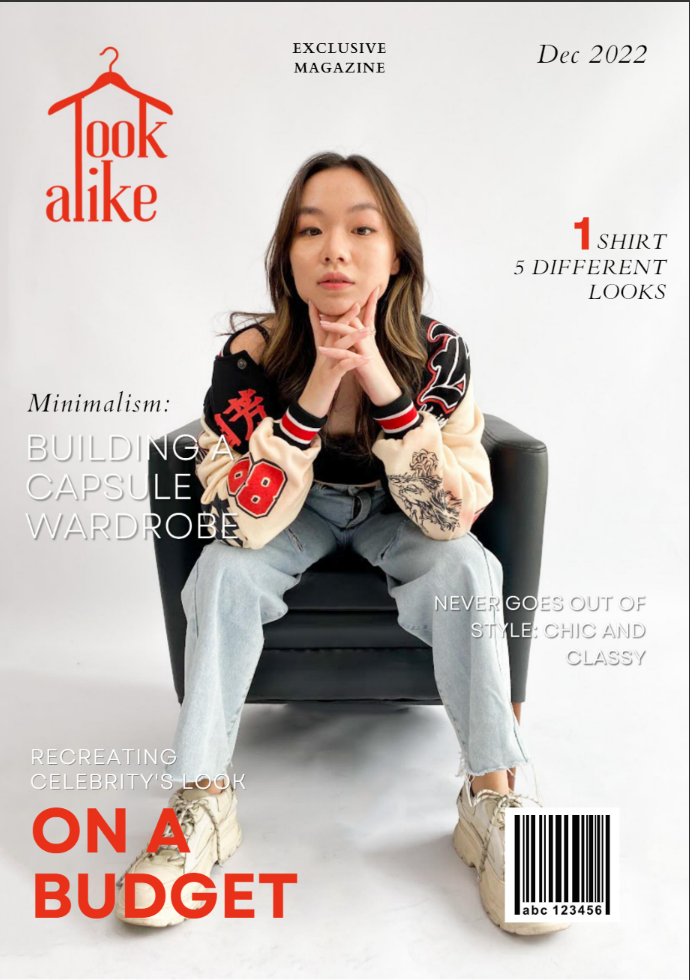 EXCLUSIVE
MAGAZINE
Dec 2022
look
alike
1 SHIRT
5 DIFFERENT
LOOKS
Minimalism:
BUILDING A
CAPSULE
WARDROBE
98
NEVER GOES OUT OF
STYLE: CHIC AND
CLASSY
RECREATING
CELEBRITY'S LOOK
ON A
BUDGET
abc 123456